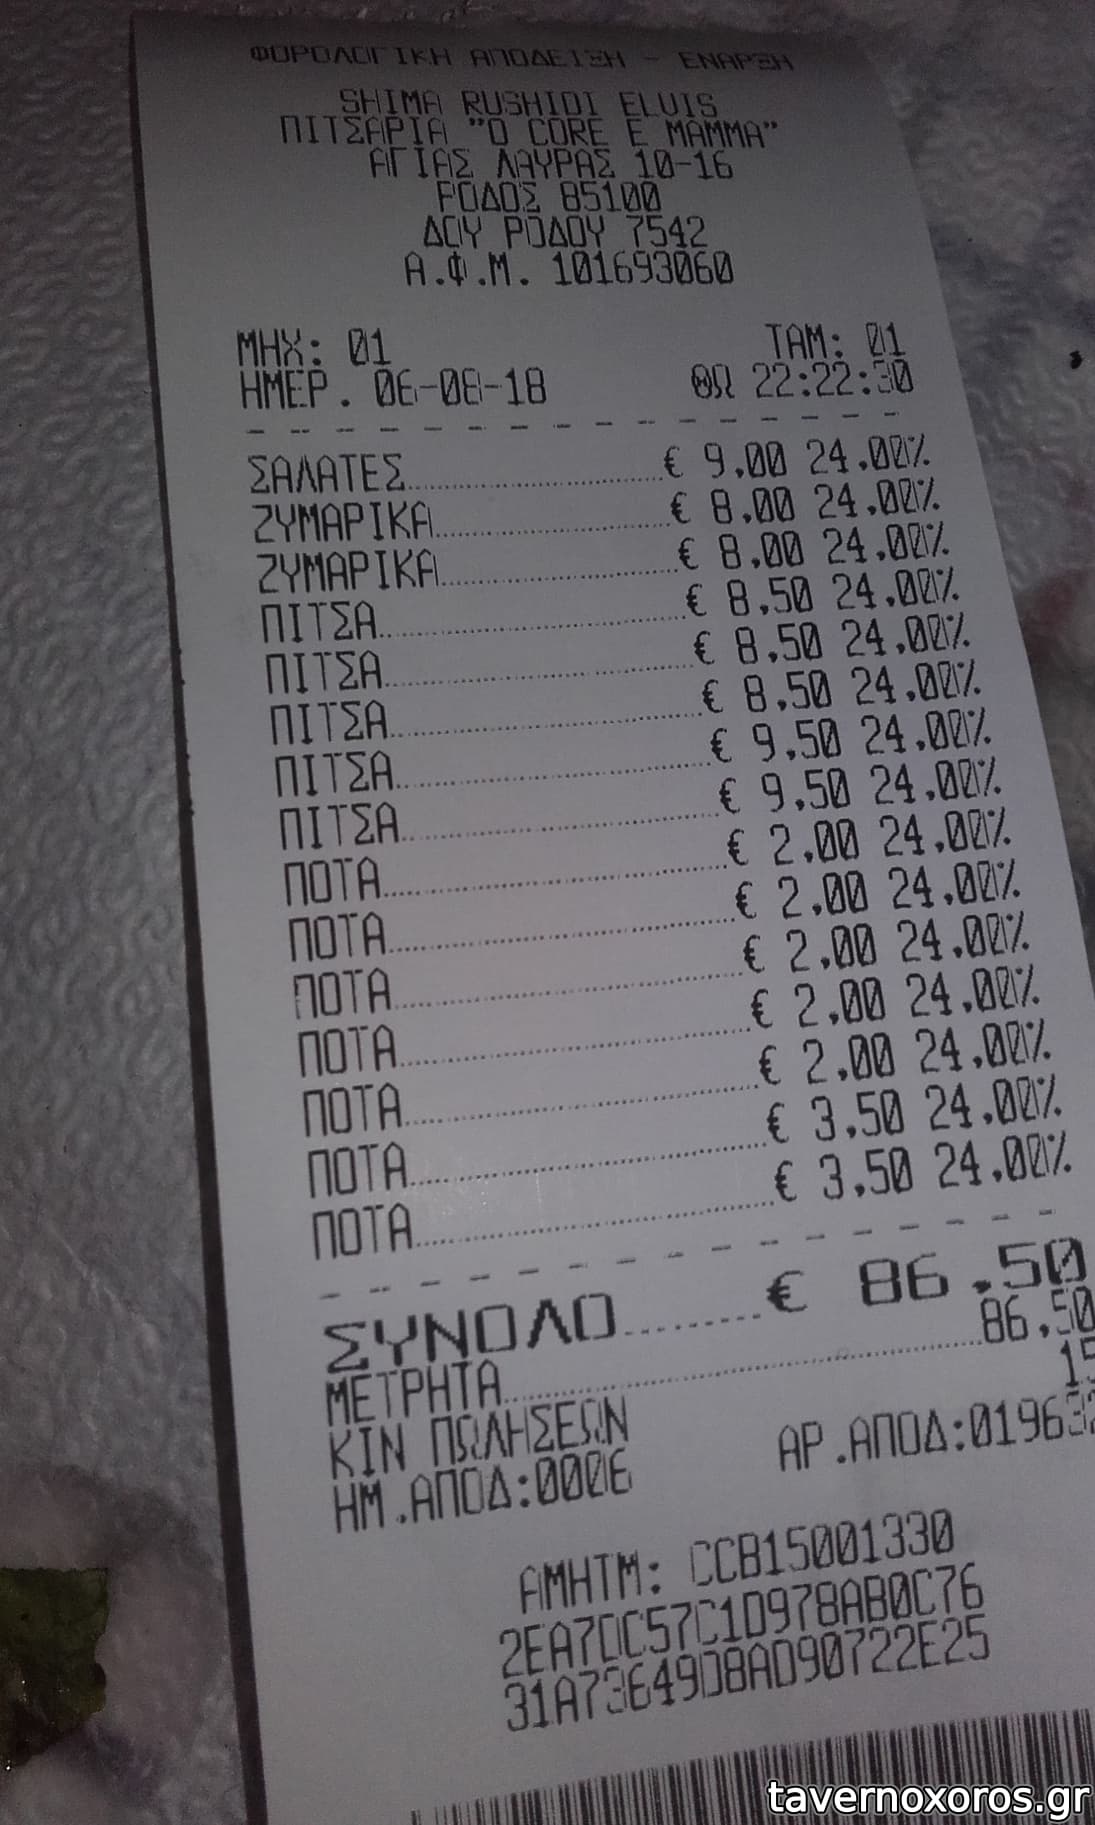 ΦΟΡΟΛΟΓΙΚΗ ΑΠΟΔΕΙΞΗ - ΕΝΑΡΞΗ
SHIMA RUSHIDI ELVIS
ΠΙΤΣΑΡΙΑ "O CORE E MAMMA"
ΑΓΙΑΣ ΛΑΥΡΑΣ 10-16
ΡΟΔΟΣ 85100
ΔΟΥ ΡΟΔΟΥ 7542
Α.Φ.Μ. 101693060
ΜΗΧ: 01 ΤΑΜ: 01
ΗΜΕΡ. 06-08-18 ΘΩ 22:22:30
ΣΑΛΑΤΕΣ € 9.00 24.00%
ΖΥΜΑΡΙΚΑ € 8.00 24.00%
ΖΥΜΑΡΙΚΑ € 8.00 24.00%
ΠΙΤΣΑ € 8.50 24.00%
ΠΙΤΣΑ € 8.50 24.00%
ΠΙΤΣΑ € 8.50 24.00%
ΠΙΤΣΑ € 9.50 24.00%
ΠΙΤΣΑ € 9.50 24.00%
ΠΟΤΑ € 2.00 24.00%
ΠΟΤΑ € 2.00 24.00%
ΠΟΤΑ € 2.00 24.00%
ΠΟΤΑ € 2.00 24.00%
ΠΟΤΑ € 2.00 24.00%
ΠΟΤΑ € 3.50 24.00%
ΠΟΤΑ € 3.50 24.00%
ΣΥΝΟΛΟ € 86.50
ΜΕΤΡΗΤΑ 86.50
ΚΙΝ ΠΩΛΗΣΕΩΝ 15
ΗΜ.ΑΠΟΔ:0006 ΑΡ.ΑΠΟΔ:019632
ΑΜΗΤΜ: CCB15001330
2EA7DC57C1D978AB0C76
31A73649D8AD90722E25
tavernoxoros.gr